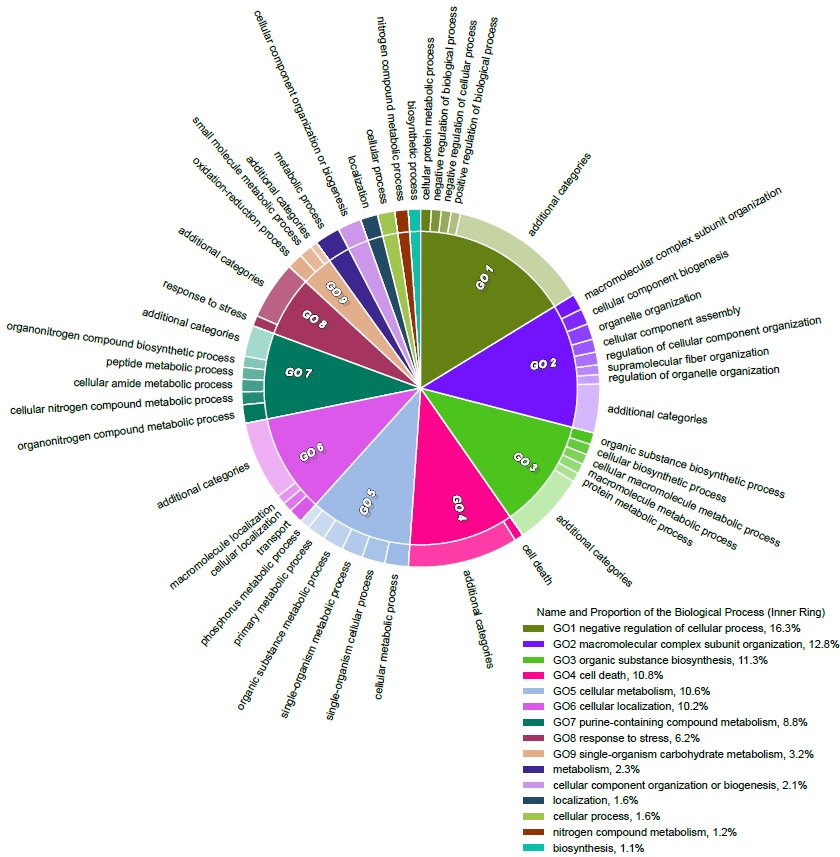 cellular component organization or biogenesis
nitrogen compound metabolic process
biosynthetic process
cellular protein metabolic process
negative regulation of biological process
negative regulation of cellular process
positive regulation of biological process
cellular process
localization
metabolic process
additional categories
small molecule metabolic process
oxidation-reduction process
additional categories
response to stress
additional categories
organonitrogen compound biosynthetic process
peptide metabolic process
cellular amide metabolic process
cellular nitrogen compound metabolic process
organonitrogen compound metabolic process
additional categories
macromolecule localization
cellular localization
transport
phosphorus metabolic process
primary metabolic process
organic substance metabolic process
single-organism metabolic process
single-organism cellular process
cellular metabolic process
additional categories
cell death
additional categories
protein metabolic process
macromolecule metabolic process
cellular macromolecule metabolic process
cellular biosynthetic process
organic substance biosynthetic process
additional categories
regulation of organelle organization
supramolecular fiber organization
regulation of cellular component organization
cellular component assembly
organelle organization
cellular component biogenesis
macromolecular complex subunit organization
additional categories
GO 1
GO 2
GO 3
GO 4
GO 5
GO 6
GO 7
GO 8
GO 9
Name and Proportion of the Biological Process (Inner Ring)
GO1 negative regulation of cellular process, 16.3%
GO2 macromolecular complex subunit organization, 12.8%
GO3 organic substance biosynthesis, 11.3%
GO4 cell death, 10.8%
GO5 cellular metabolism, 10.6%
GO6 cellular localization, 10.2%
GO7 purine-containing compound metabolism, 8.8%
GO8 response to stress, 6.2%
GO9 single-organism carbohydrate metabolism, 3.2%
metabolism, 2.3%
cellular component organization or biogenesis, 2.1%
localization, 1.6%
cellular process, 1.6%
nitrogen compound metabolism, 1.2%
biosynthesis, 1.1%